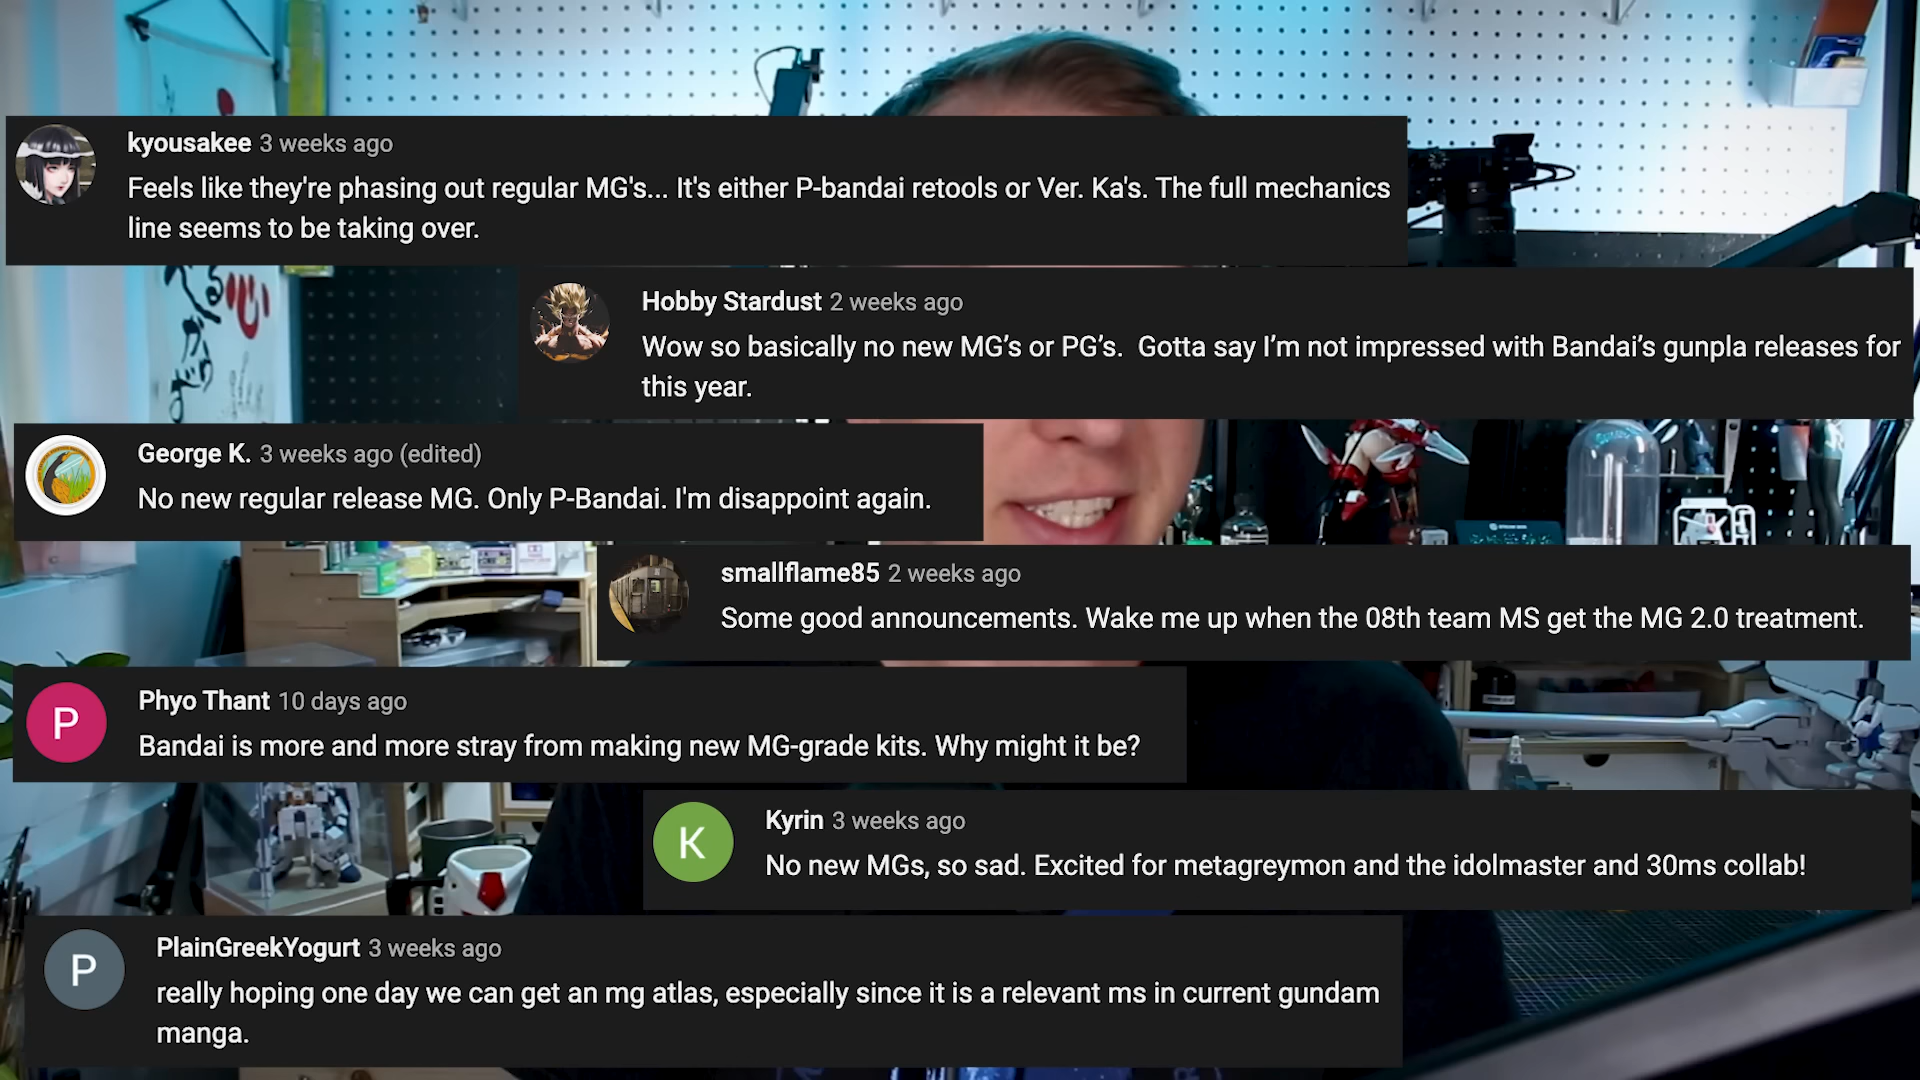 kyousakee 3 weeks ago
Feels like they're phasing out regular MG's... It's either P-bandai retools or Ver. Ka's. The full mechanics
line seems to be taking over.
Hobby Stardust 2 weeks ago
Wow so basically no new MG’s or PG’s.  Gotta say I’m not impressed with Bandai’s gunpla releases for
this year.
George K. 3 weeks ago (edited)
No new regular release MG. Only P-Bandai. I'm disappoint again.
smallflame85 2 weeks ago
Some good announcements. Wake me up when the 08th team MS get the MG 2.0 treatment.
P
Phyo Thant 10 days ago
Bandai is more and more stray from making new MG-grade kits. Why might it be?
K
Kyrin 3 weeks ago
No new MGs, so sad. Excited for metagreymon and the idolmaster and 30ms collab!
P
PlainGreekYogurt 3 weeks ago
really hoping one day we can get an mg atlas, especially since it is a relevant ms in current gundam
manga.